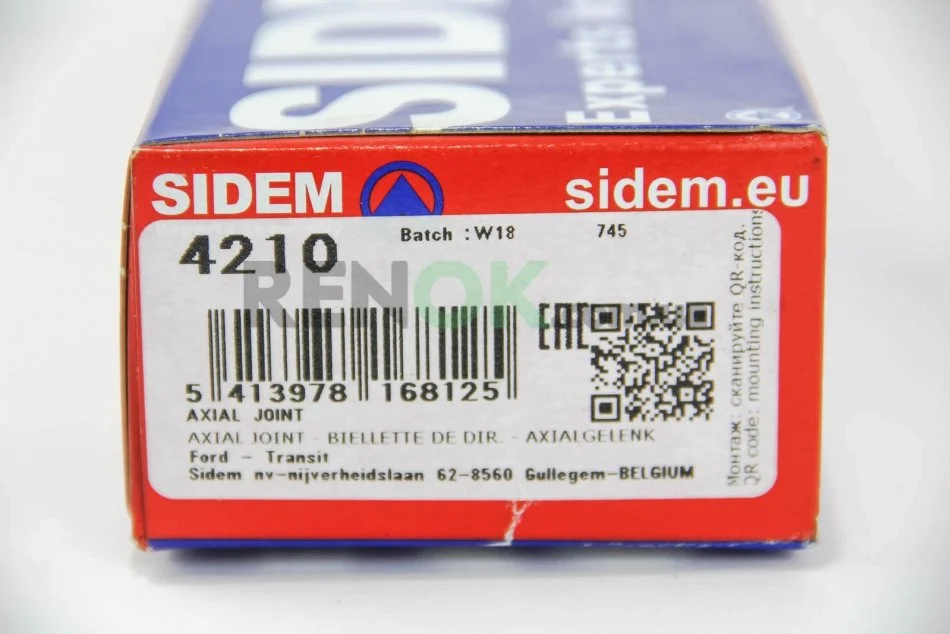 SID
Experts in
SIDEM
sidem.eu
4210
Batch :W18 745
RENOK
EAC
5 413978 168125
AXIAL JOINT
AXIAL JOINT - BIELLETTE DE DIR. - AXIALGELENK
Ford - Transit
Sidem nv-nijverheidslaan 62-8560 Gullegem-BELGIUM
Монтаж: сканируйте QR-код.
QR code: mounting instructions